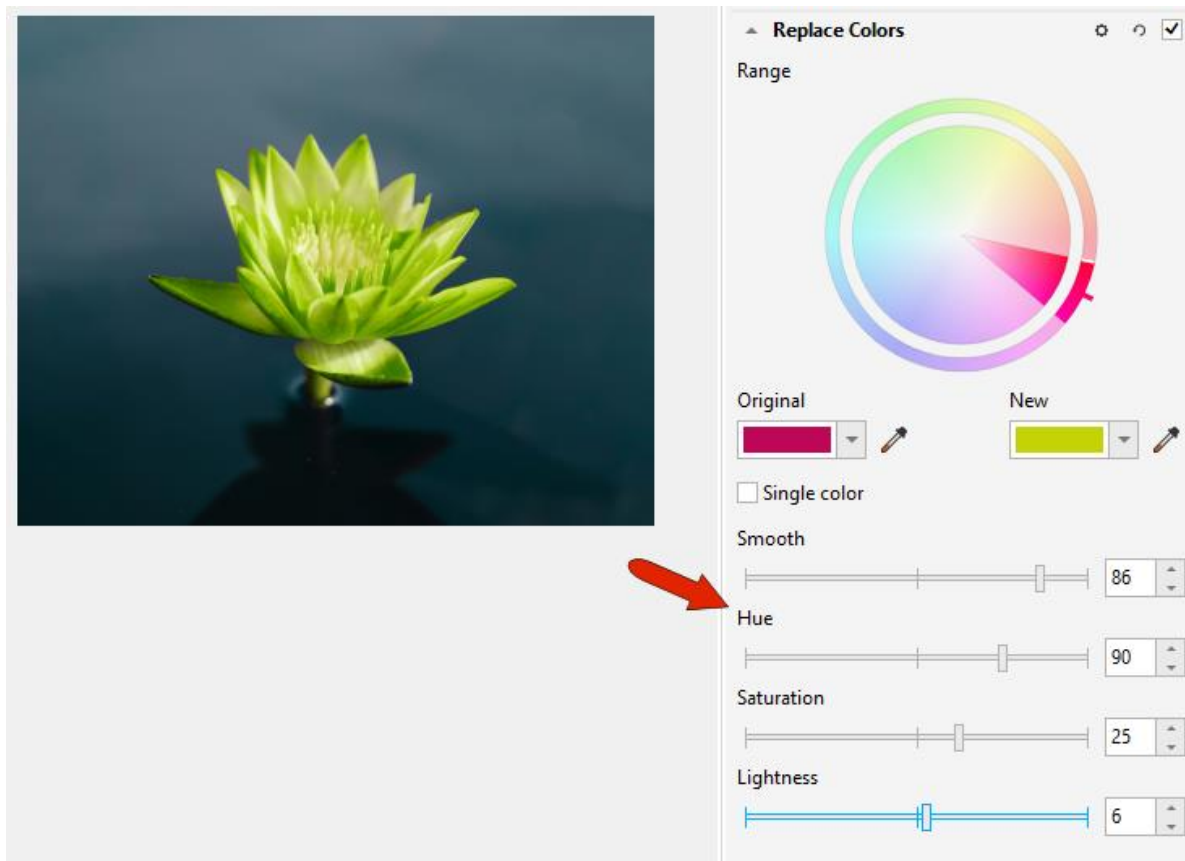 Replace Colors
Range
Original
New
Single color
Smooth
86
Hue
90
Saturation
25
Lightness
6